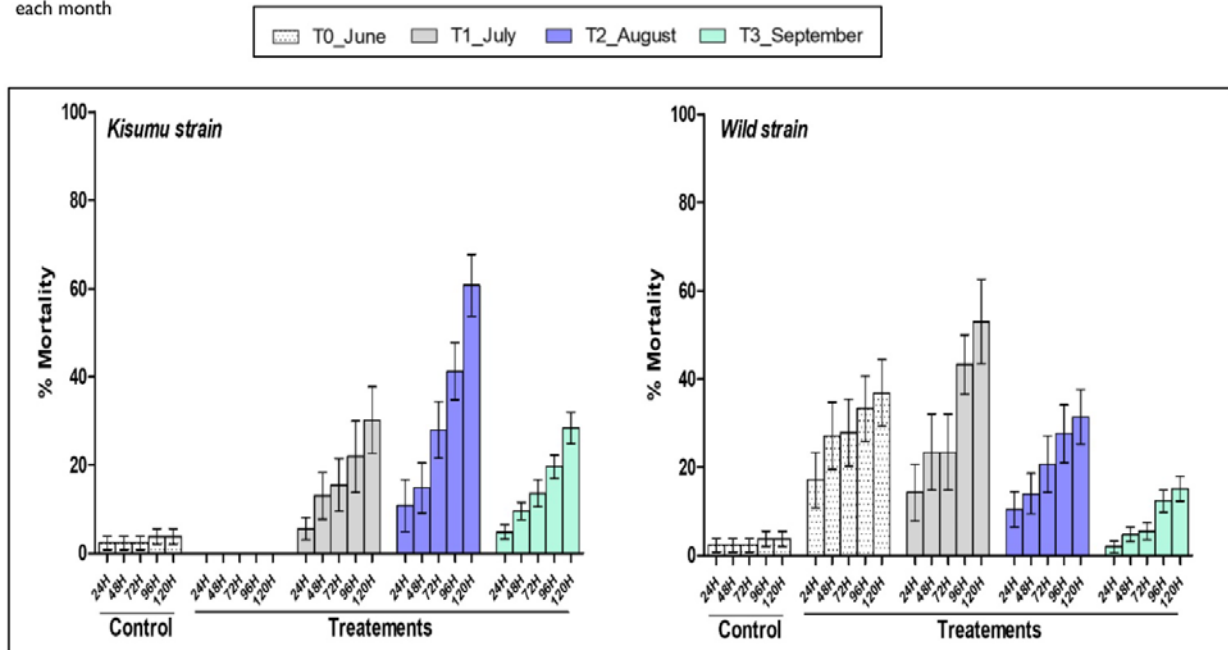 each month
T0_June T1_July T2_August T3_September
Kisumu strain
% Mortality
100
80
60
40
20
0
24H 48H 72H 96H 120H 24H 48H 72H 96H 120H 24H 48H 72H 96H 120H 24H 48H 72H 96H 120H 24H 48H 72H 96H 120H
Control Treatements
Wild strain
% Mortality
100
80
60
40
20
0
24H 48H 72H 96H 120H 24H 48H 72H 96H 120H 24H 48H 72H 96H 120H 24H 48H 72H 96H 120H 24H 48H 72H 96H 120H
Control Treatements